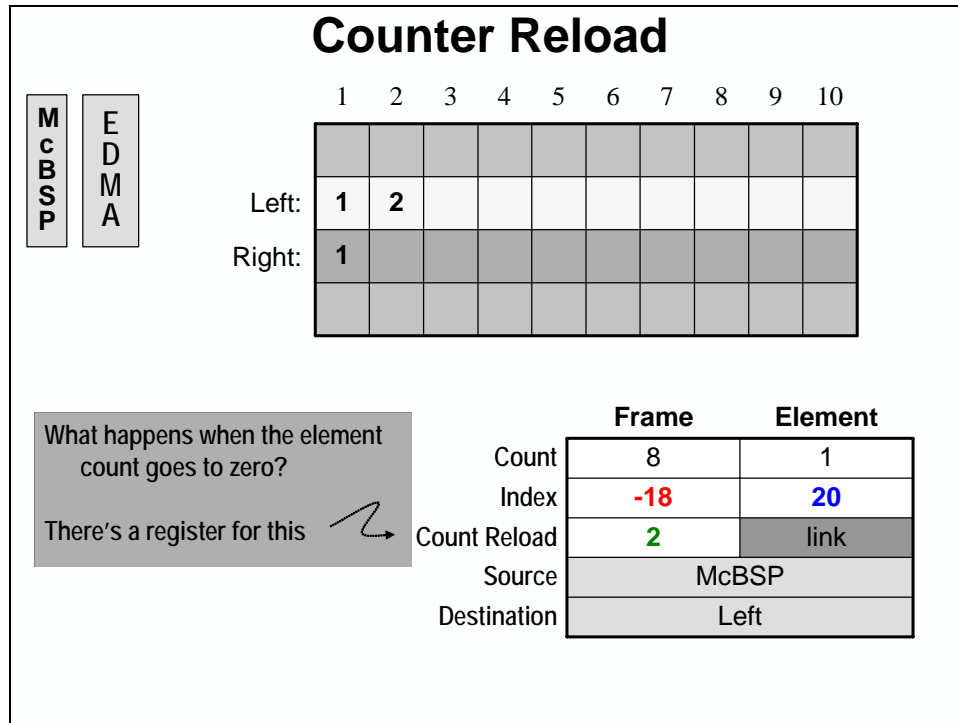 Counter Reload
McBSP
EDMA
1 2 3 4 5 6 7 8 9 10
Left: 1 2
Right: 1
What happens when the element
count goes to zero?
There's a register for this
Frame Element
Count 8 1
Index -18 20
Count Reload 2 link
Source McBSP
Destination Left